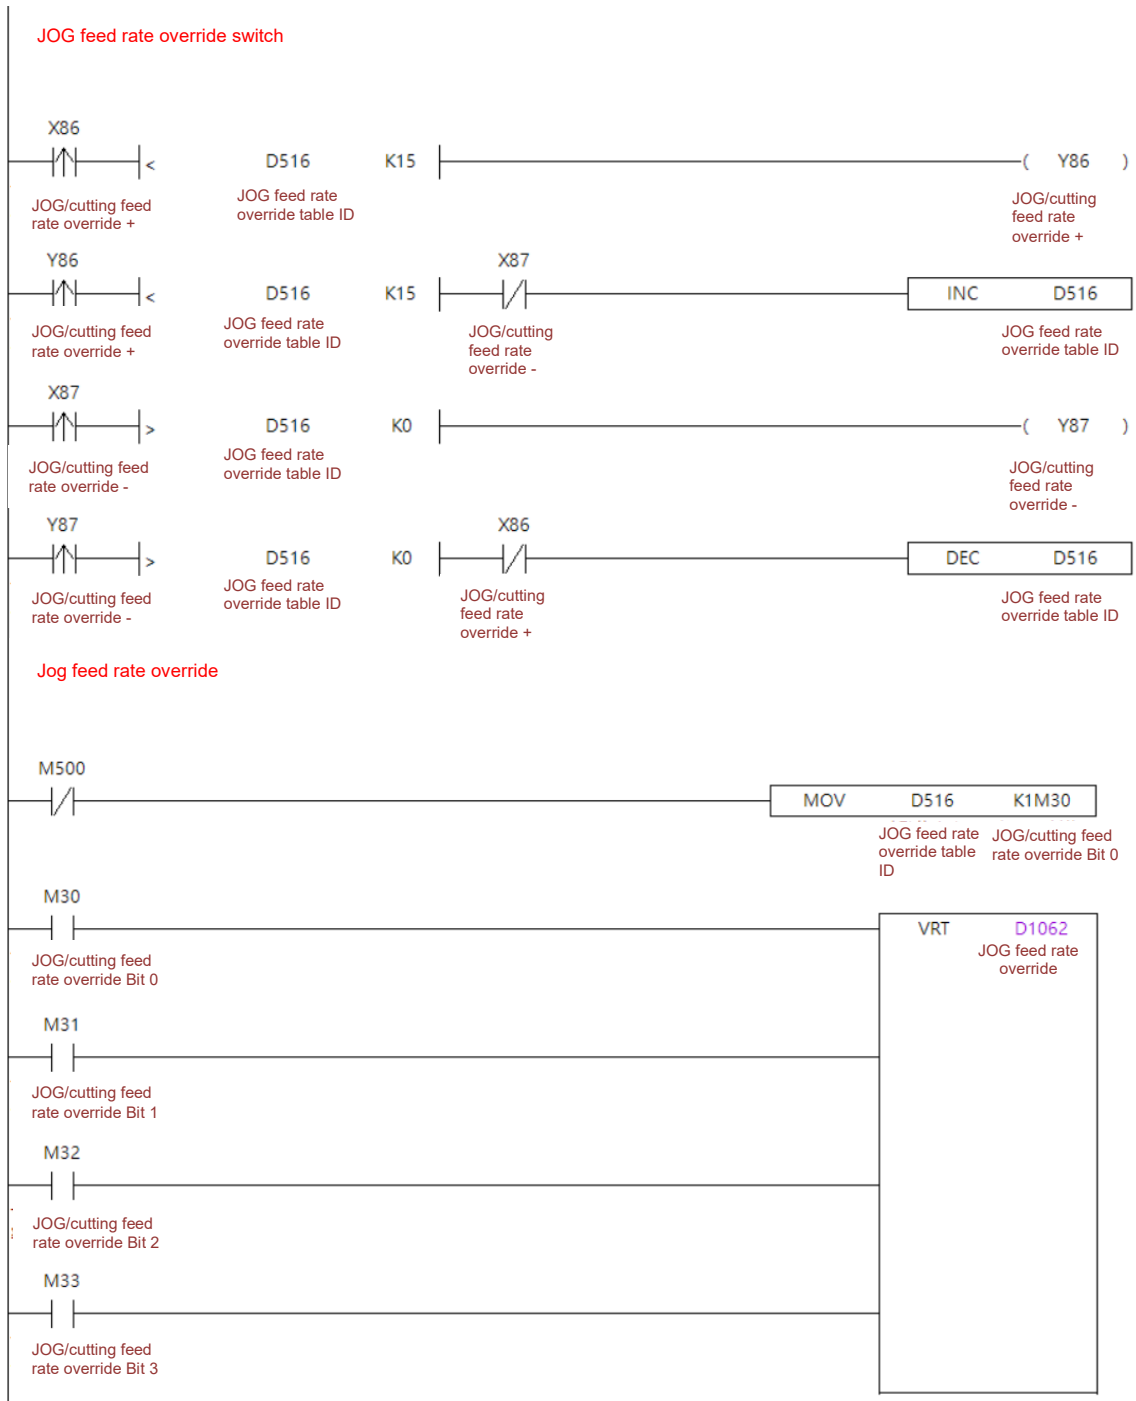 JOG feed rate override switch
X86
< D516 K15 ( Y86 )
JOG/cutting feed
rate override +
JOG feed rate
override table ID
JOG/cutting
feed rate
override +
Y86 X87
< D516 K15 INC D516
JOG/cutting feed
rate override +
JOG feed rate
override table ID
JOG/cutting
feed rate
override -
JOG feed rate
override table ID
X87
> D516 K0 ( Y87 )
JOG/cutting feed
rate override -
JOG feed rate
override table ID
JOG/cutting
feed rate
override -
Y87 X86
> D516 K0 DEC D516
JOG/cutting feed
rate override -
JOG feed rate
override table ID
JOG/cutting
feed rate
override +
JOG feed rate
override table ID
Jog feed rate override
M500
MOV D516 K1M30
JOG feed rate
override table
ID
JOG/cutting feed
rate override Bit 0
M30
VRT D1062
JOG feed rate
override
JOG/cutting feed
rate override Bit 0
M31
JOG/cutting feed
rate override Bit 1
M32
JOG/cutting feed
rate override Bit 2
M33
JOG/cutting feed
rate override Bit 3